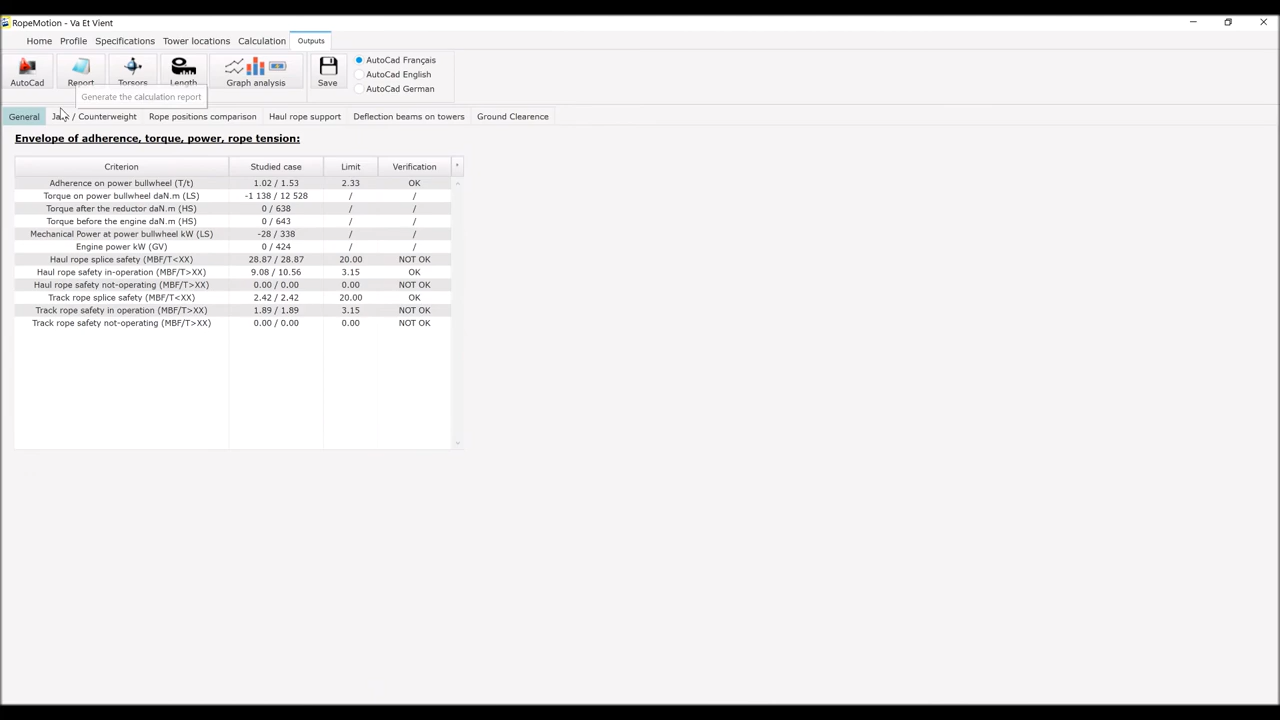 RopeMotion - Va Et Vient
Home Profile Specifications Tower locations Calculation Outputs
AutoCad Report Torsors Length Graph analysis Save
AutoCad Français
AutoCad English
AutoCad German
Generate the calculation report
General / Counterweight Rope positions comparison Haul rope support Deflection beams on towers Ground Clearence
Envelope of adherence, torque, power, rope tension:
Criterion Studied case Limit Verification *
Adherence on power bullwheel (T/t) 1.02 / 1.53 2.33 OK
Torque on power bullwheel daN.m (LS) -1 138 / 12 528 / /
Torque after the reductor daN.m (HS) 0 / 638 / /
Torque before the engine daN.m (HS) 0 / 643 / /
Mechanical Power at power bullwheel kW (LS) -28 / 338 / /
Engine power kW (GV) 0 / 424 / /
Haul rope splice safety (MBF/T<XX) 28.87 / 28.87 20.00 NOT OK
Haul rope safety in-operation (MBF/T>XX) 9.08 / 10.56 3.15 OK
Haul rope safety not-operating (MBF/T>XX) 0.00 / 0.00 0.00 NOT OK
Track rope splice safety (MBF/T<XX) 2.42 / 2.42 20.00 OK
Track rope safety in operation (MBF/T>XX) 1.89 / 1.89 3.15 NOT OK
Track rope safety not-operating (MBF/T>XX) 0.00 / 0.00 0.00 NOT OK